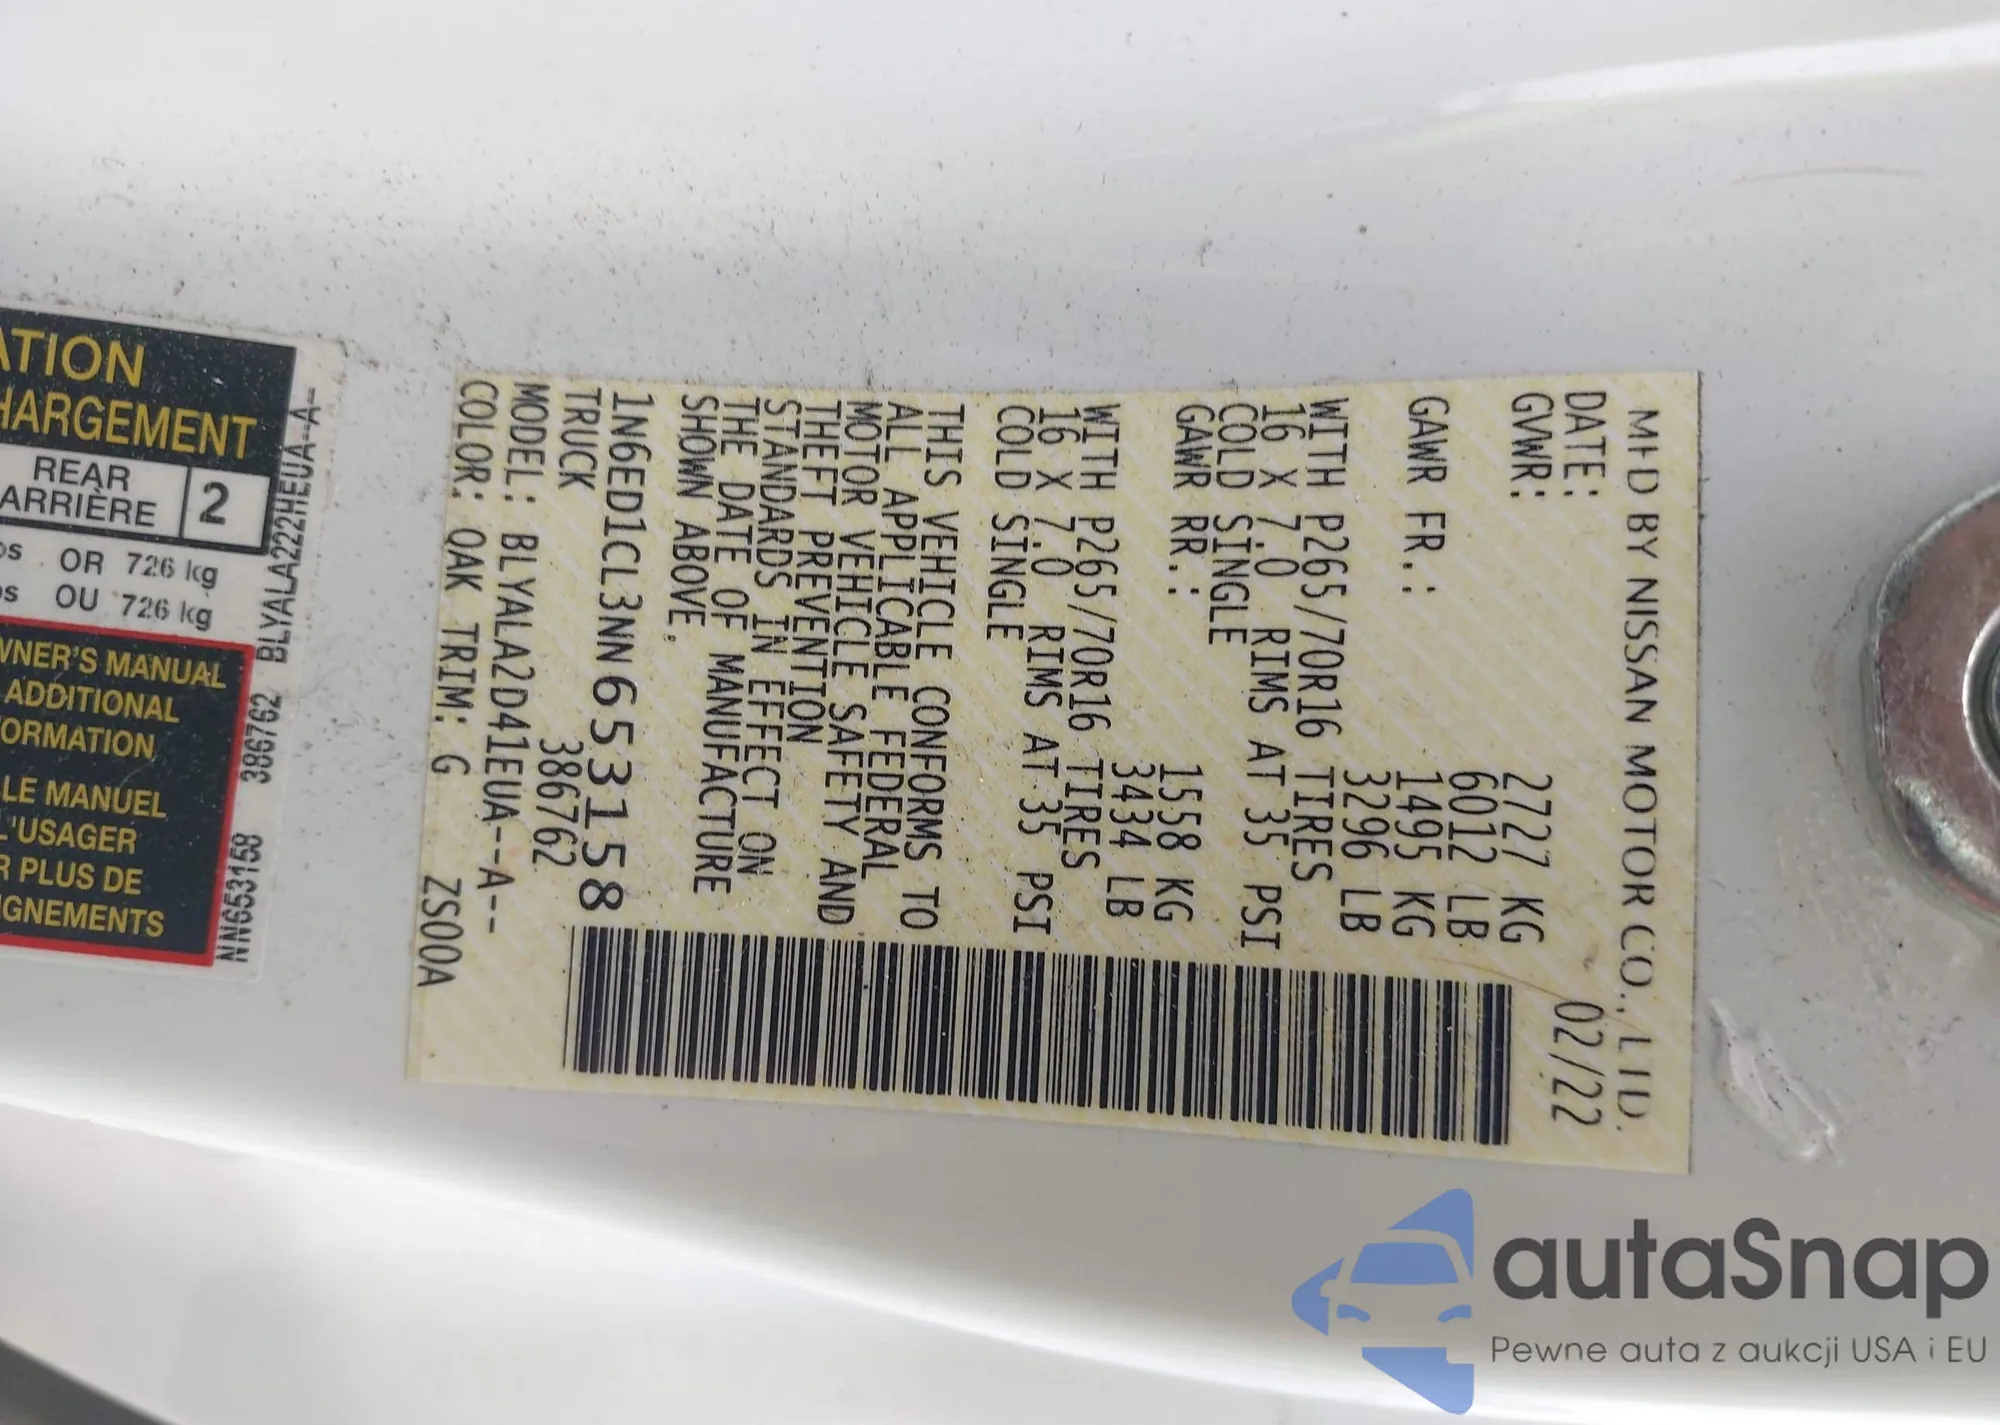 MFD BY NISSAN MOTOR CO., LTD.
DATE: 02/22
GVWR: 2727 KG
6012 LB
GAWR FR.: 1495 KG
3296 LB
WITH P265/70R16 TIRES
16 X 7.0 RIMS AT 35 PSI
COLD SINGLE
GAWR RR.: 1558 KG
3434 LB
WITH P265/70R16 TIRES
16 X 7.0 RIMS AT 35 PSI
COLD SINGLE
THIS VEHICLE CONFORMS TO
ALL APPLICABLE FEDERAL
MOTOR VEHICLE SAFETY AND
THEFT PREVENTION
STANDARDS IN EFFECT ON
THE DATE OF MANUFACTURE
SHOWN ABOVE.
1N6ED1CL3NN653158
TRUCK 386762
MODEL: BLYALA2D41EUA--A--
COLOR: QAK TRIM: G ZS00A
ATION
HARGEMENT
REAR
ARRIÈRE
2
OR 726 kg
OU 726 kg
WNER'S MANUAL
ADDITIONAL
ORMATION
LE MANUEL
L'USAGER
R PLUS DE
IGNEMENTS
NN653158 386762 BLYALA222HEUA-A-
autaSnap
Pewne auta z aukcji USA i EU